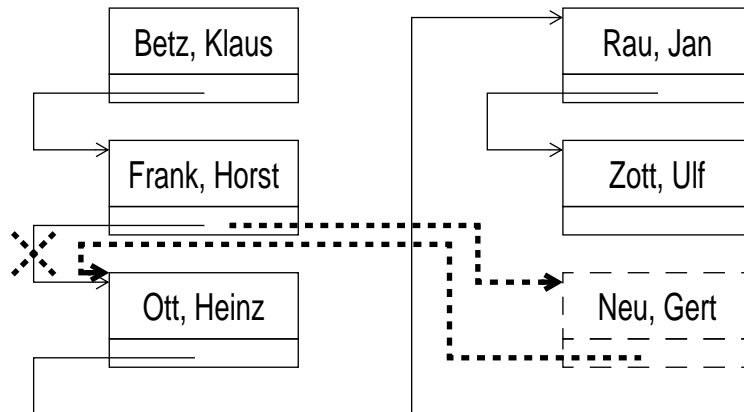 Betz, Klaus
Frank, Horst
Ott, Heinz
Rau, Jan
Zott, Ulf
Neu, Gert